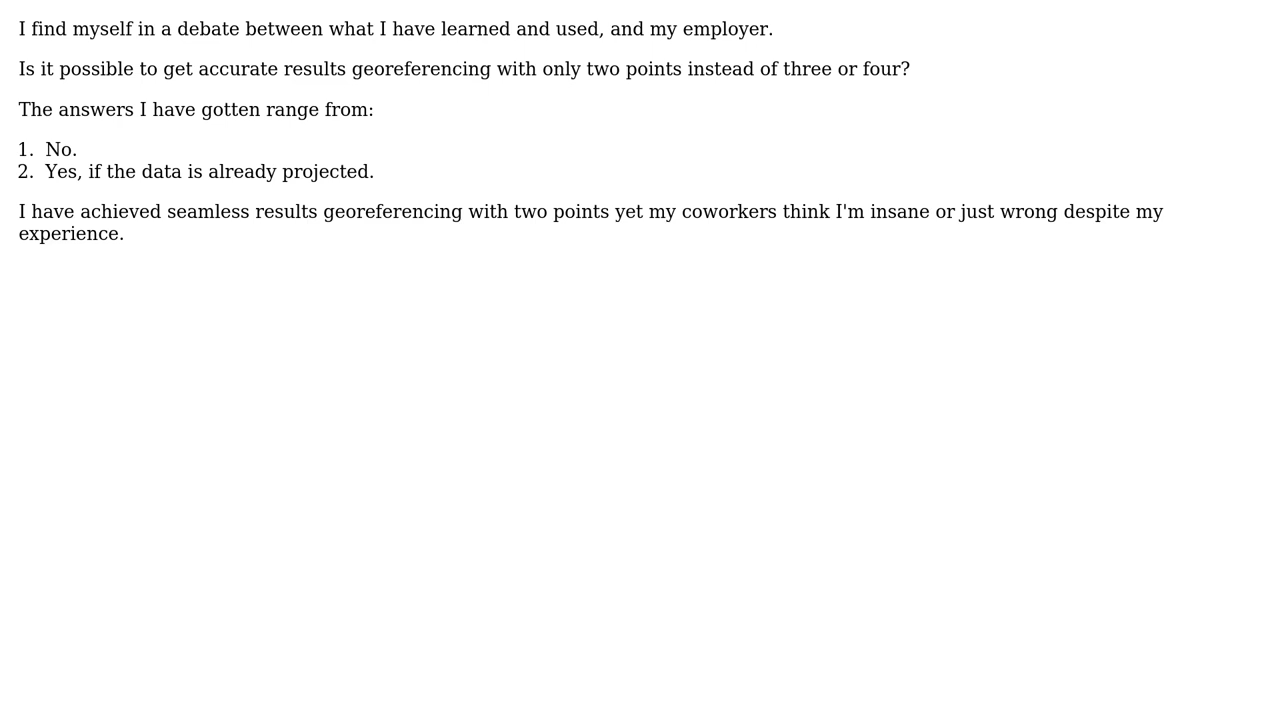 I find myself in a debate between what I have learned and used, and my employer.
Is it possible to get accurate results georeferencing with only two points instead of three or four?
The answers I have gotten range from:
1. No.
2. Yes, if the data is already projected.
I have achieved seamless results georeferencing with two points yet my coworkers think I'm insane or just wrong despite my
experience.